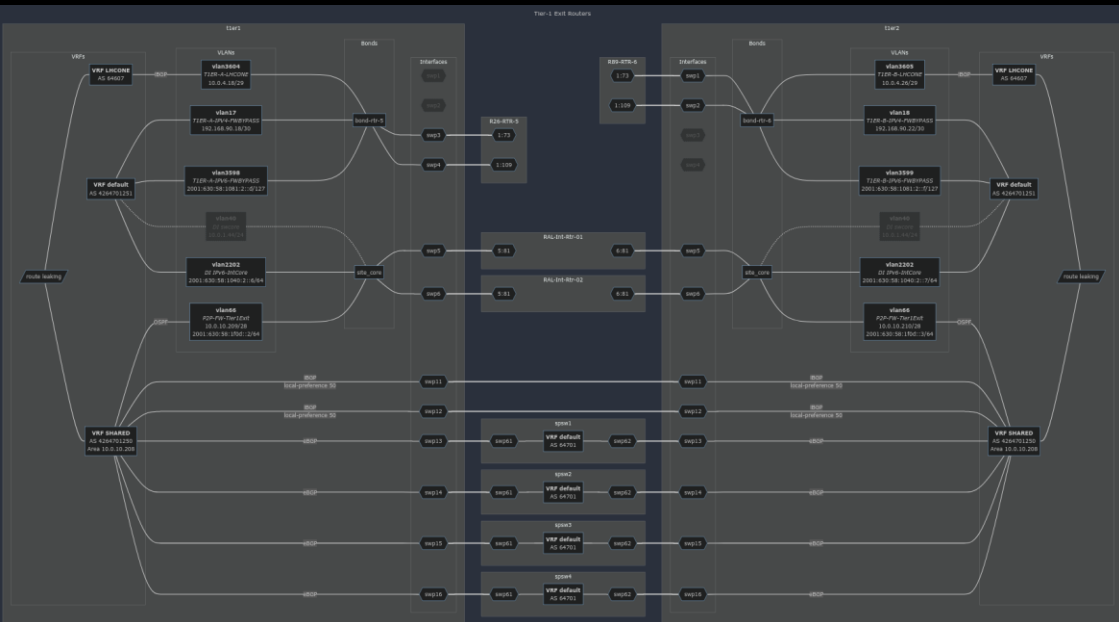 Tier-1 Exit Routers
tier1
VRFs
VRF LHCONE
AS 64607
BGP
VRF default
AS 4264701251
route leaking
OSPF
VRF SHARED
AS 4264701250
Area 10.0.10.208
VLANs
vlan3604
T1ER-A-LHCONE
10.0.4.18/29
vlan17
T1ER-A-IPV4-FWBYPASS
192.168.90.18/30
vlan3598
T1ER-A-IPV6-FWBYPASS
2001:630:58:1081:2::d/127
vlan2202
DI IPv6-IntCore
2001:630:58:1040:2::6/64
vlan66
P2P-FW-Tier1Exit
10.0.10.209/28
2001:630:58:1f0d::2/64
Bonds
bond-rtr-5
site_core
Interfaces
swp3
swp4
swp5
swp6
iBGP
local-preference 50
swp11
iBGP
local-preference 50
swp12
eBGP
swp13
eBGP
swp14
eBGP
swp15
eBGP
swp16
R26-RTR-5
1:73
1:109
R89-RTR-6
1:73
1:109
RAL-Int-Rtr-01
5:81
6:81
RAL-Int-Rtr-02
5:81
6:81
spsw1
swp61
VRF default
AS 64701
swp62
spsw2
swp61
VRF default
AS 64701
swp62
spsw3
swp61
VRF default
AS 64701
swp62
spsw4
swp61
VRF default
AS 64701
swp62
tier2
Interfaces
swp1
swp2
swp5
swp6
swp11
iBGP
local-preference 50
swp12
iBGP
local-preference 50
swp13
eBGP
swp14
eBGP
swp15
eBGP
swp16
eBGP
Bonds
bond-rtr-6
site_core
VLANs
vlan3605
T1ER-B-LHCONE
10.0.4.26/29
vlan18
T1ER-B-IPV4-FWBYPASS
192.168.90.22/30
vlan3599
T1ER-B-IPV6-FWBYPASS
2001:630:58:1081:2::f/127
vlan2202
DI IPv6-IntCore
2001:630:58:1040:2::7/64
vlan66
P2P-FW-Tier1Exit
10.0.10.210/28
2001:630:58:1f0d::3/64
VRFs
BGP
VRF LHCONE
AS 64607
VRF default
AS 4264701251
route leaking
OSPF
VRF SHARED
AS 4264701250
Area 10.0.10.208